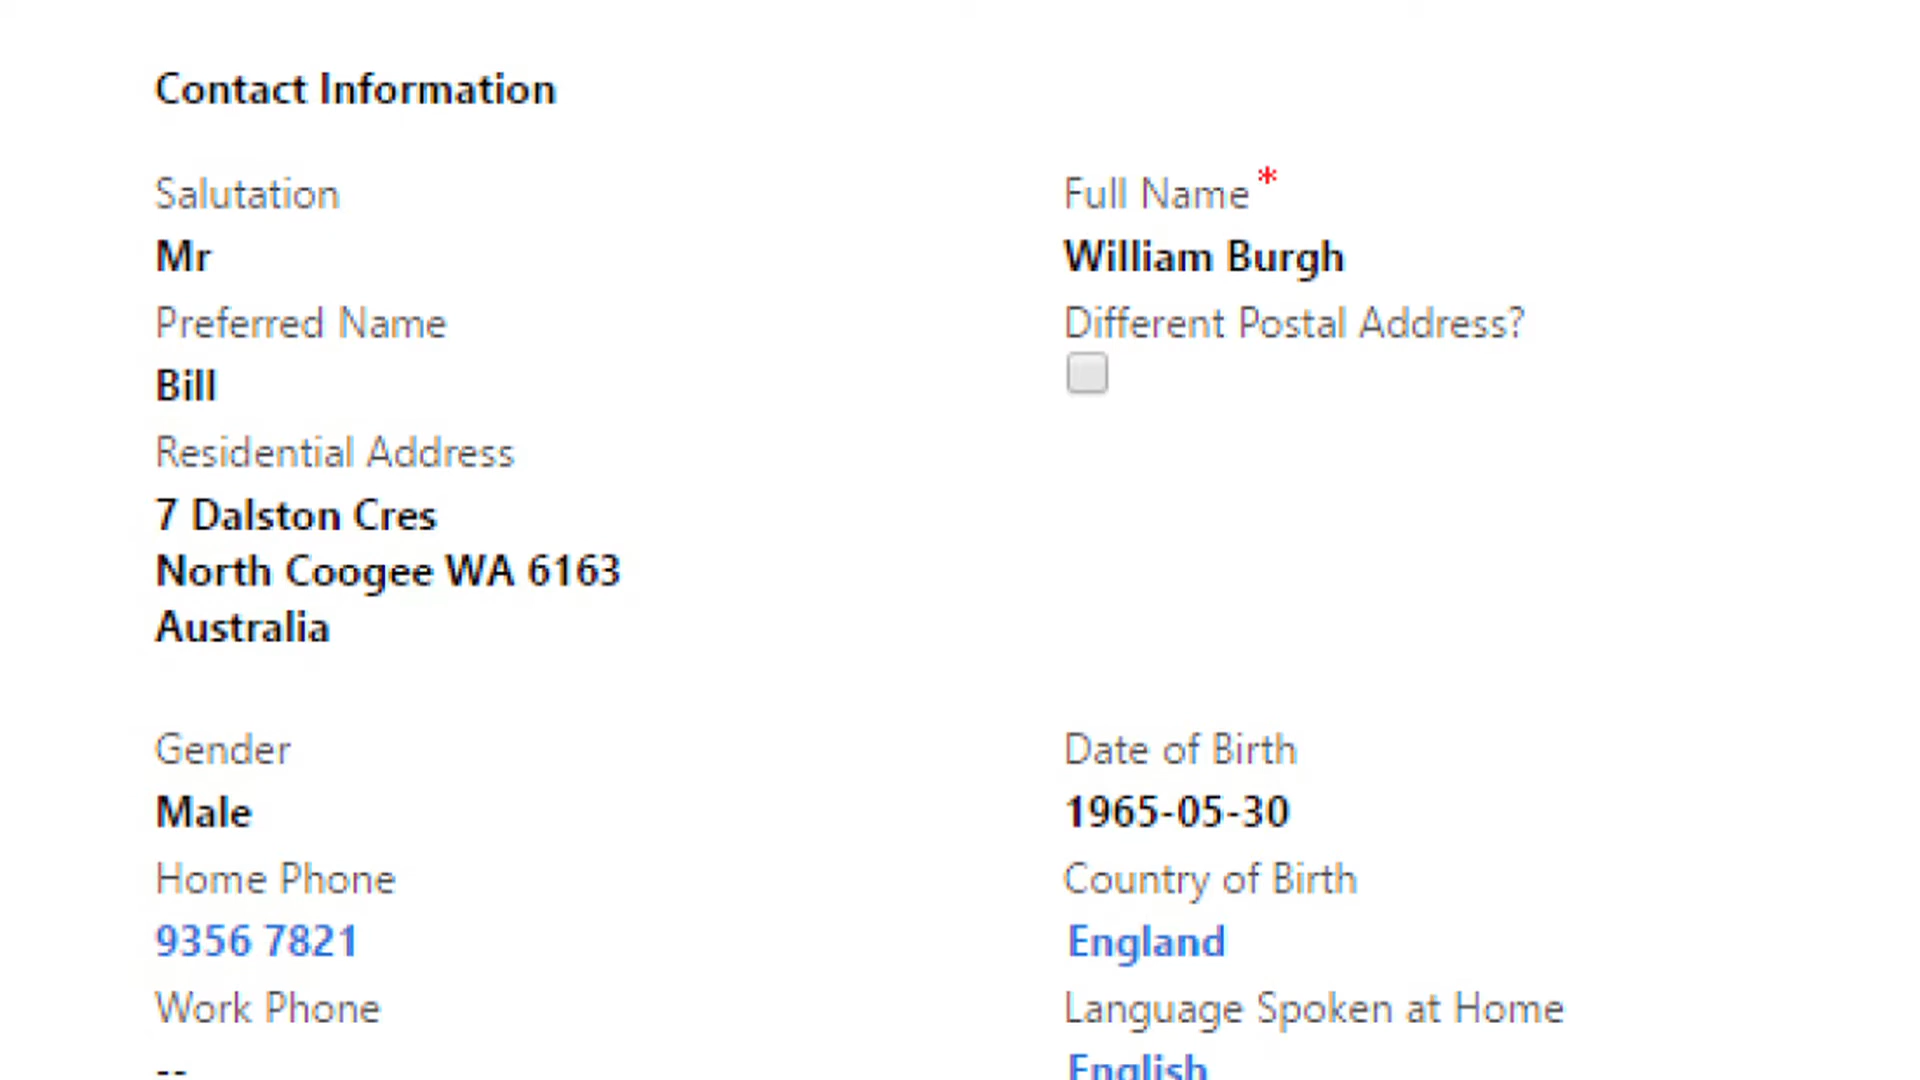 Contact Information
Salutation
Mr
Preferred Name
Bill
Residential Address
7 Dalston Cres
North Coogee WA 6163
Australia
Full Name *
William Burgh
Different Postal Address?
Gender
Male
Home Phone
9356 7821
Work Phone
--
Date of Birth
1965-05-30
Country of Birth
England
Language Spoken at Home
English